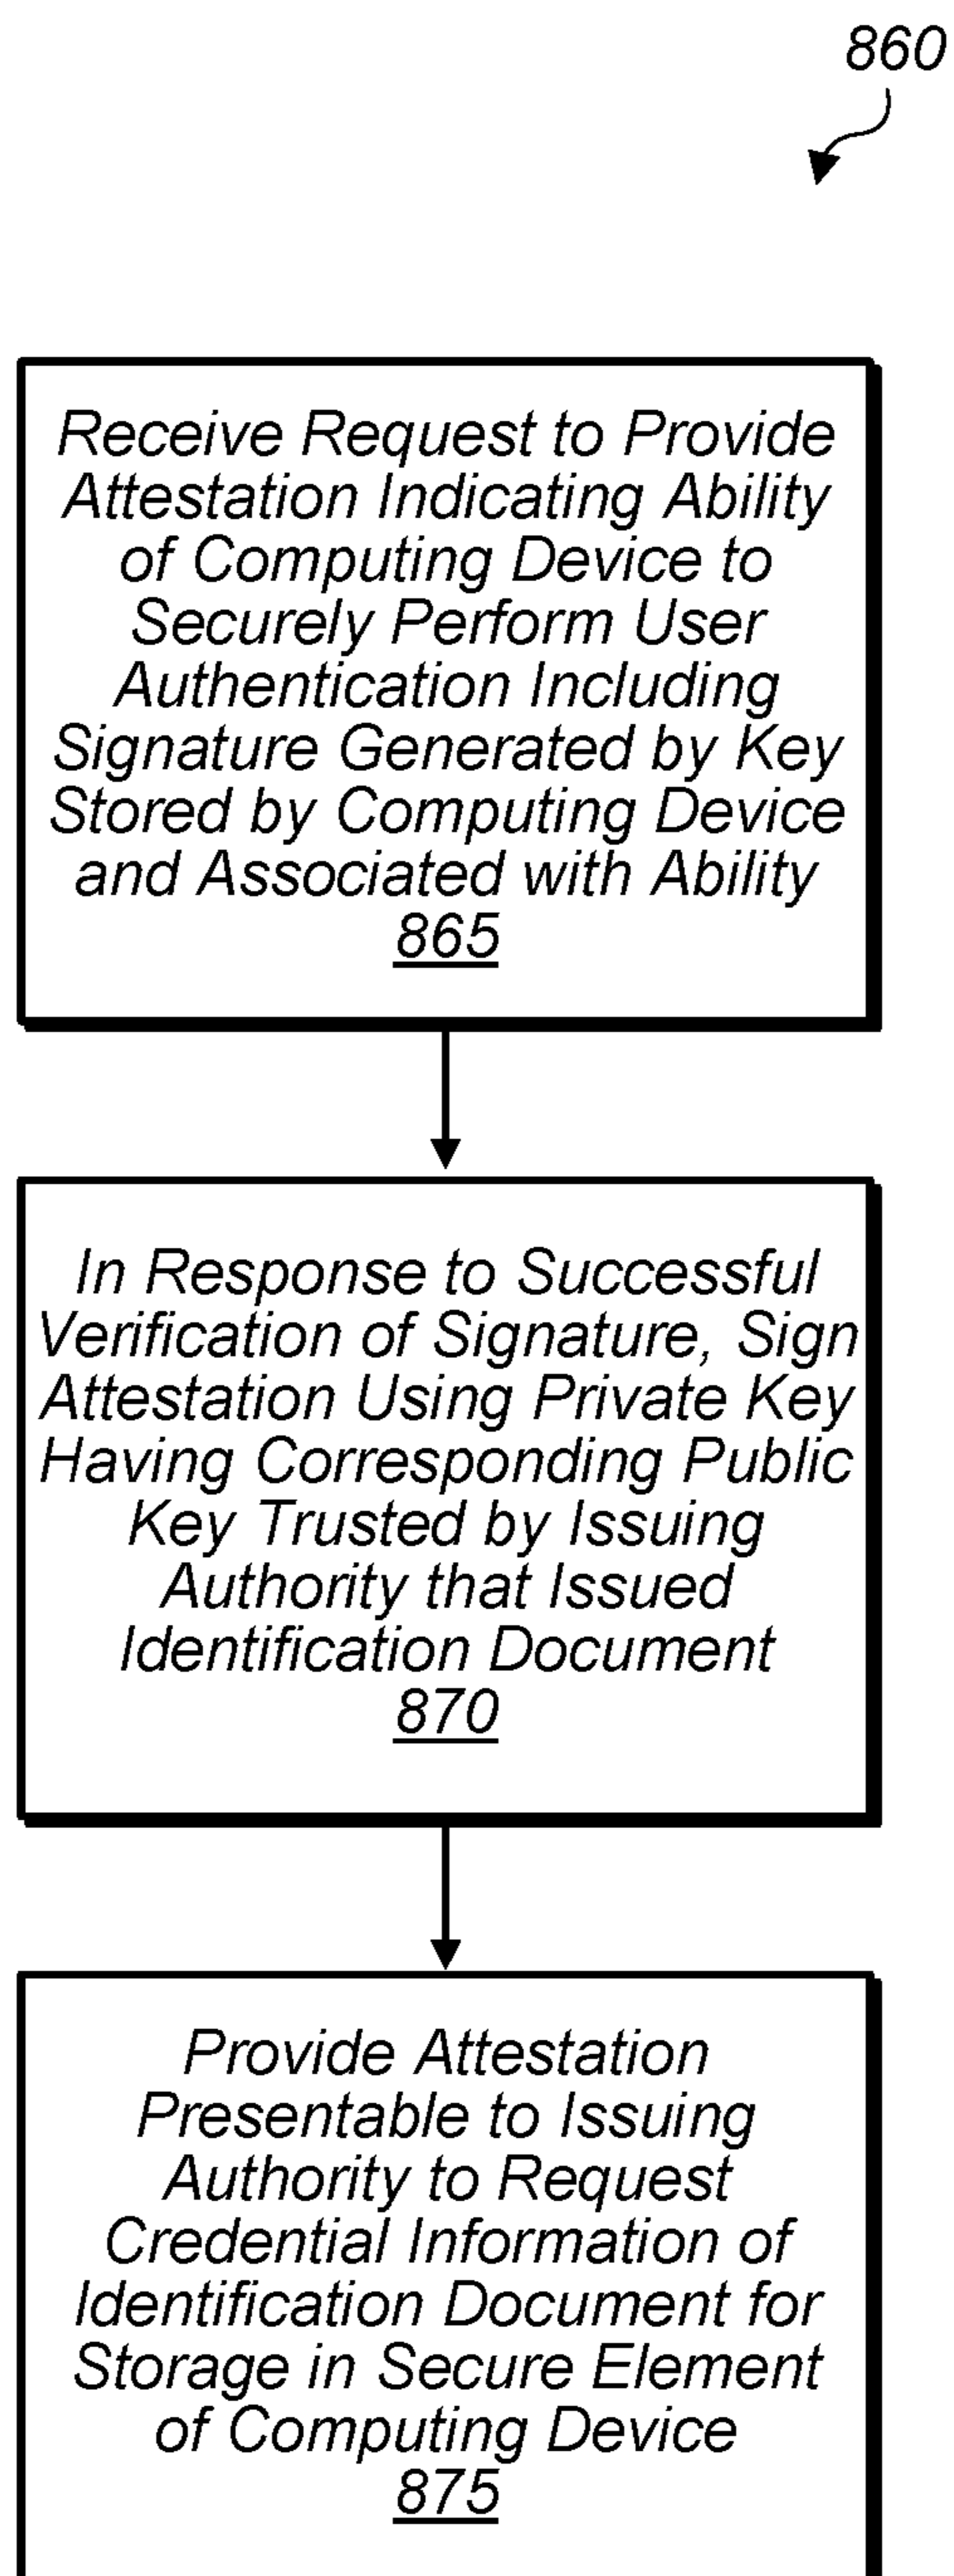 860
Receive Request to Provide
Attestation Indicating Ability
of Computing Device to
Securely Perform User
Authentication Including
Signature Generated by Key
Stored by Computing Device
and Associated with Ability
865
In Response to Successful
Verification of Signature, Sign
Attestation Using Private Key
Having Corresponding Public
Key Trusted by Issuing
Authority that Issued
Identification Document
870
Provide Attestation
Presentable to Issuing
Authority to Request
Credential Information of
Identification Document for
Storage in Secure Element
of Computing Device
875